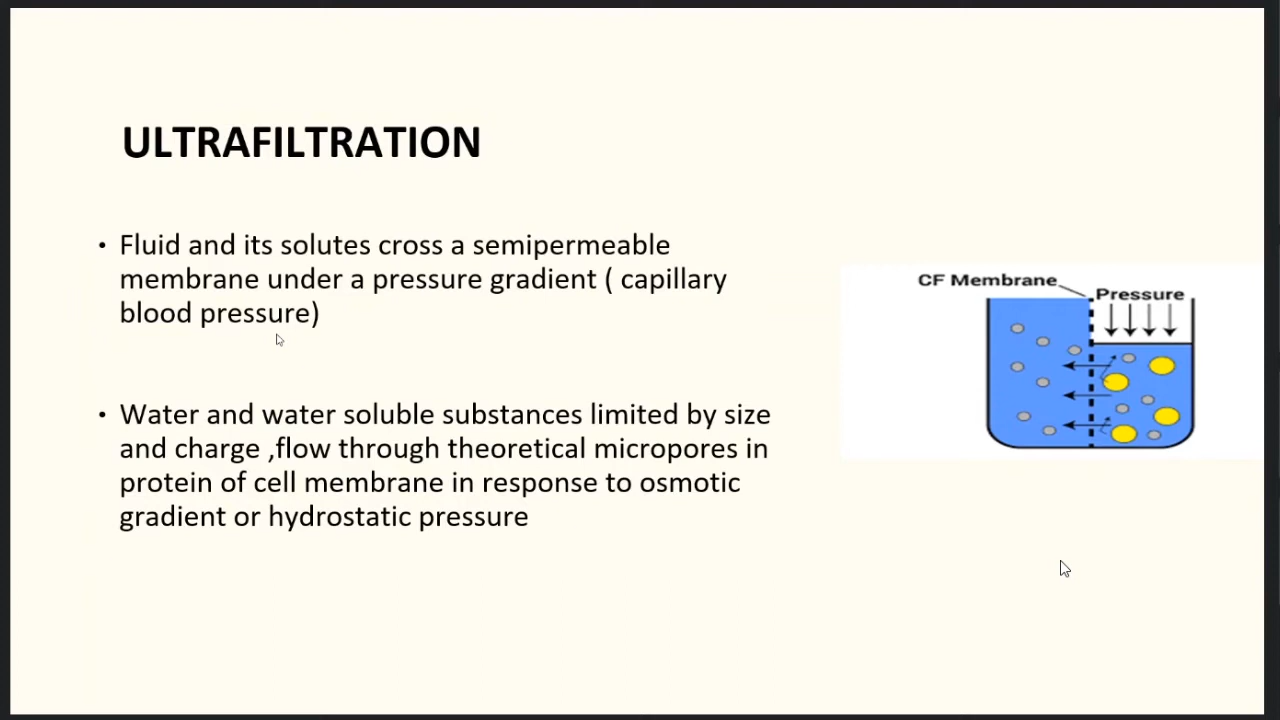 ULTRAFILTRATION
• Fluid and its solutes cross a semipermeable
membrane under a pressure gradient ( capillary
blood pressure)
• Water and water soluble substances limited by size
and charge ,flow through theoretical micropores in
protein of cell membrane in response to osmotic
gradient or hydrostatic pressure
CF Membrane
Pressure